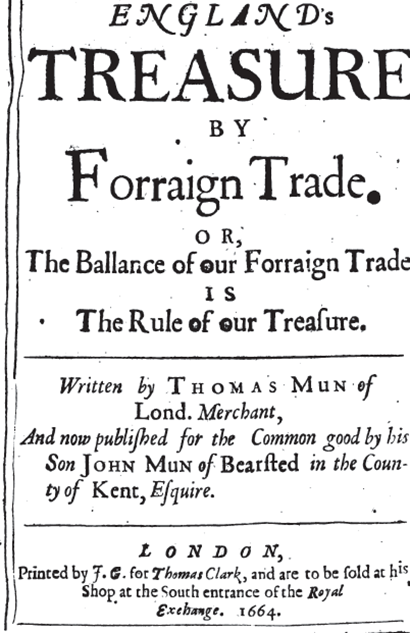 ENGLAND's
TREASURE
BY
Forraign Trade.
OR,
The Ballance of our Forraign Trade
IS
The Rule of our Treaſure.
Written by THOMAS MUN of
Lond. Merchant,
And now publiſhed for the Common good by his
Son JOHN MUN of Bearſted in the Coun-
ty of Kent, Eſquire.
LONDON,
Printed by J. G. for Thomas Clark, and are to be ſold at his
Shop at the South entrance of the Royal
Exchange. 1664.